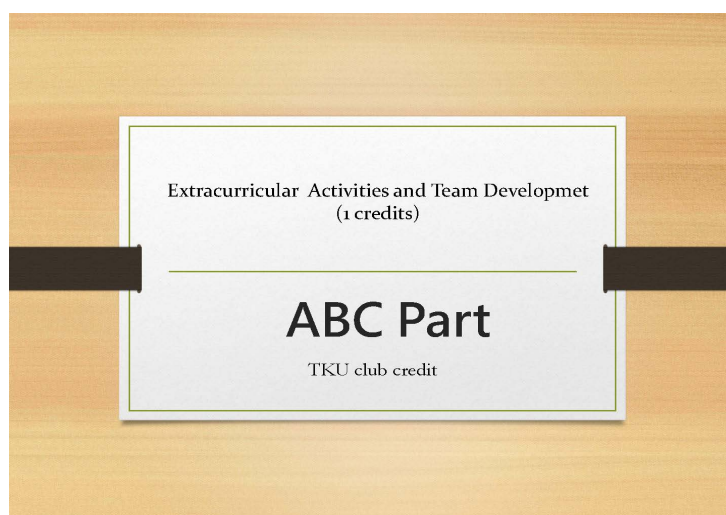 Extracurricular Activities and Team Developmet
(1 credits)
ABC Part
TKU club credit